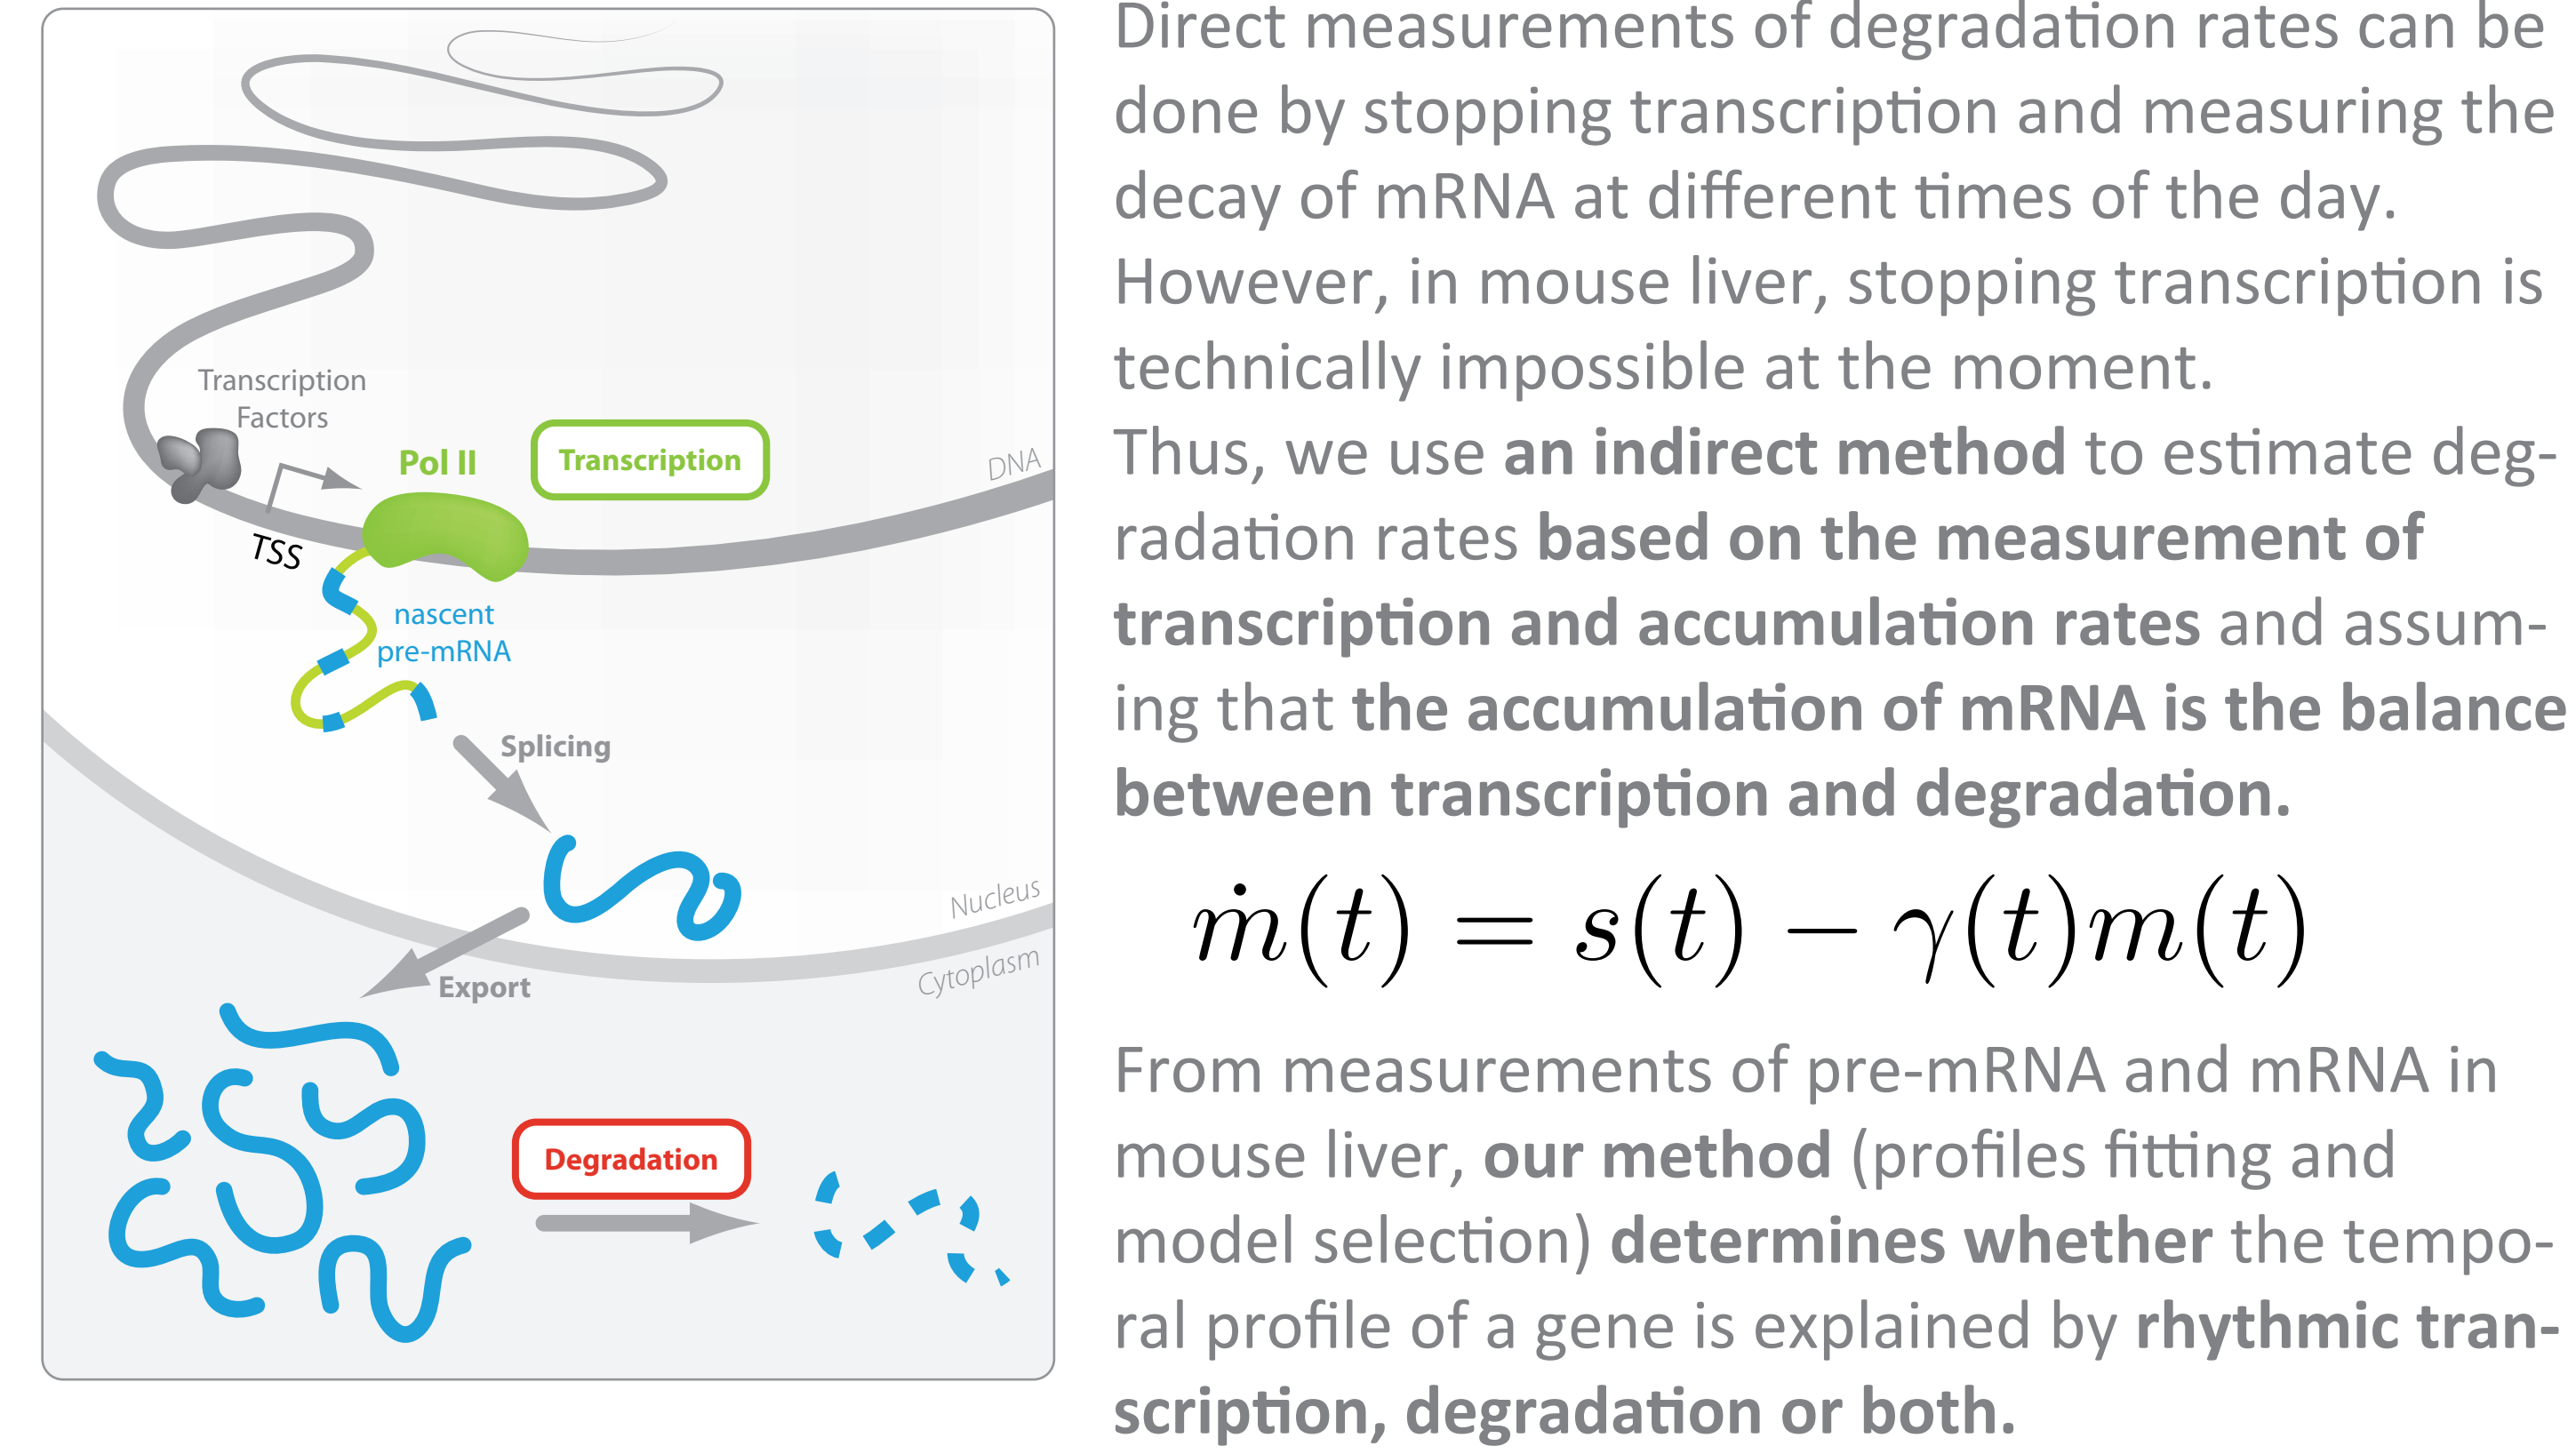 Transcription
Factors
Pol II
Transcription
DNA
TSS
nascent
pre-mRNA
Splicing
Nucleus
Cytoplasm
Export
Degradation
Direct measurements of degradation rates can be
done by stopping transcription and measuring the
decay of mRNA at different times of the day.
However, in mouse liver, stopping transcription is
technically impossible at the moment.
Thus, we use an indirect method to estimate deg-
radation rates based on the measurement of
transcription and accumulation rates and assum-
ing that the accumulation of mRNA is the balance
between transcription and degradation.
ṁ(t) = s(t) − γ(t)m(t)
From measurements of pre-mRNA and mRNA in
mouse liver, our method (profiles fitting and
model selection) determines whether the tempo-
ral profile of a gene is explained by rhythmic tran-
scription, degradation or both.